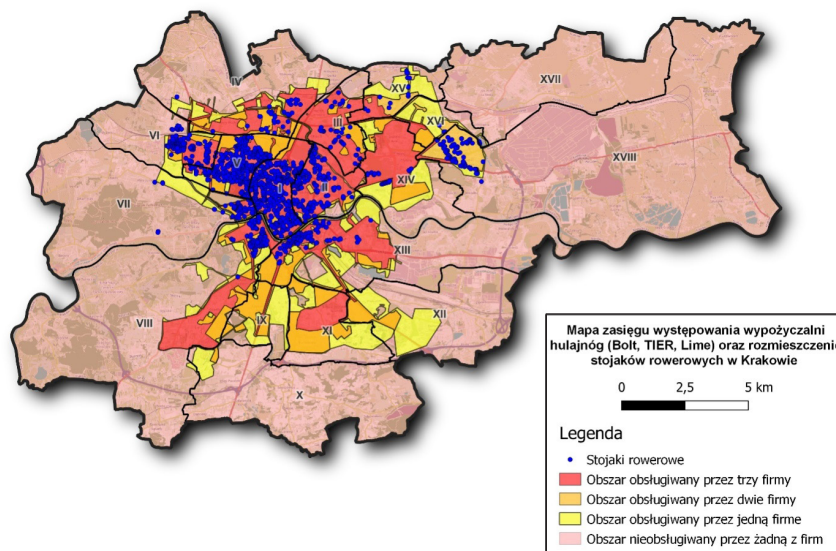 IV
XV
XVII
III
XVI
VI
V
XVIII
I
II
XIV
VII
XIII
VIII
IX
XI
XII
X
Mapa zasięgu występowania wypożyczalni
hulajnóg (Bolt, TIER, Lime) oraz rozmieszczenie
stojaków rowerowych w Krakowie
0 2,5 5 km
Legenda
Stojaki rowerowe
Obszar obsługiwany przez trzy firmy
Obszar obsługiwany przez dwie firmy
Obszar obsługiwany przez jedną firme
Obszar nieobsługiwany przez żadną z firm